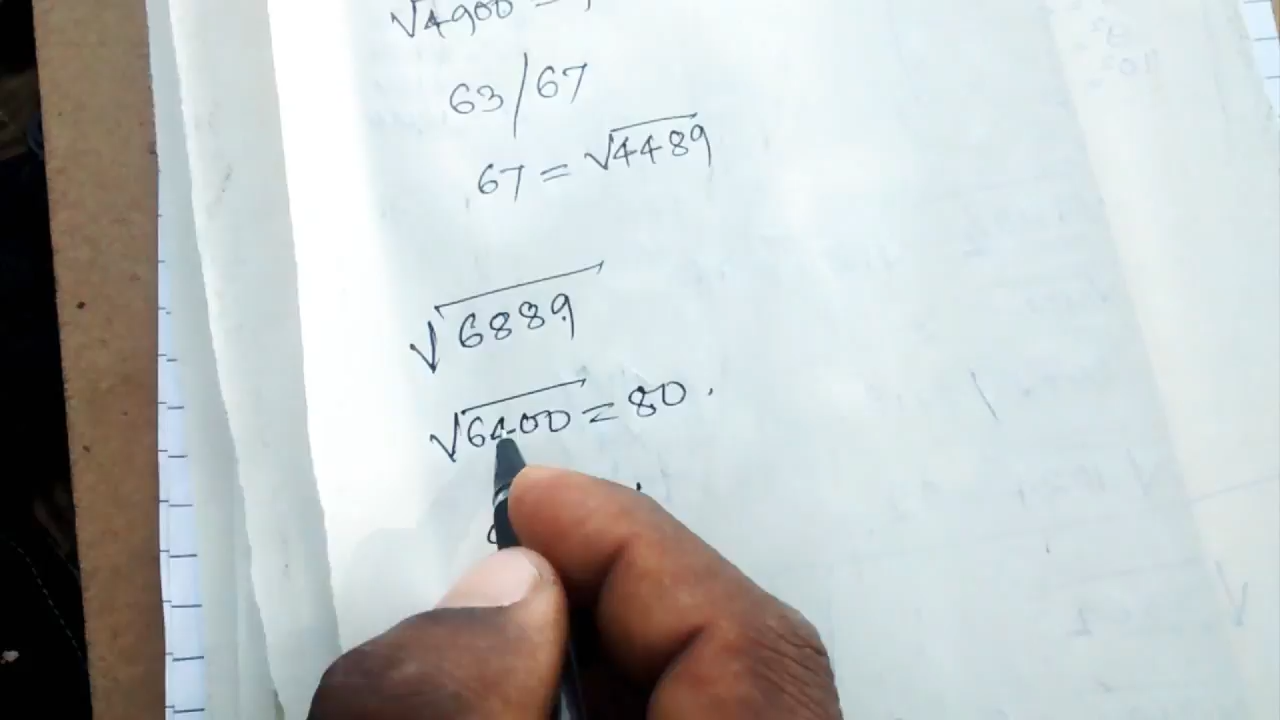 √4900 =
63/67
67 = √4489
√6889
√6400 = 80.